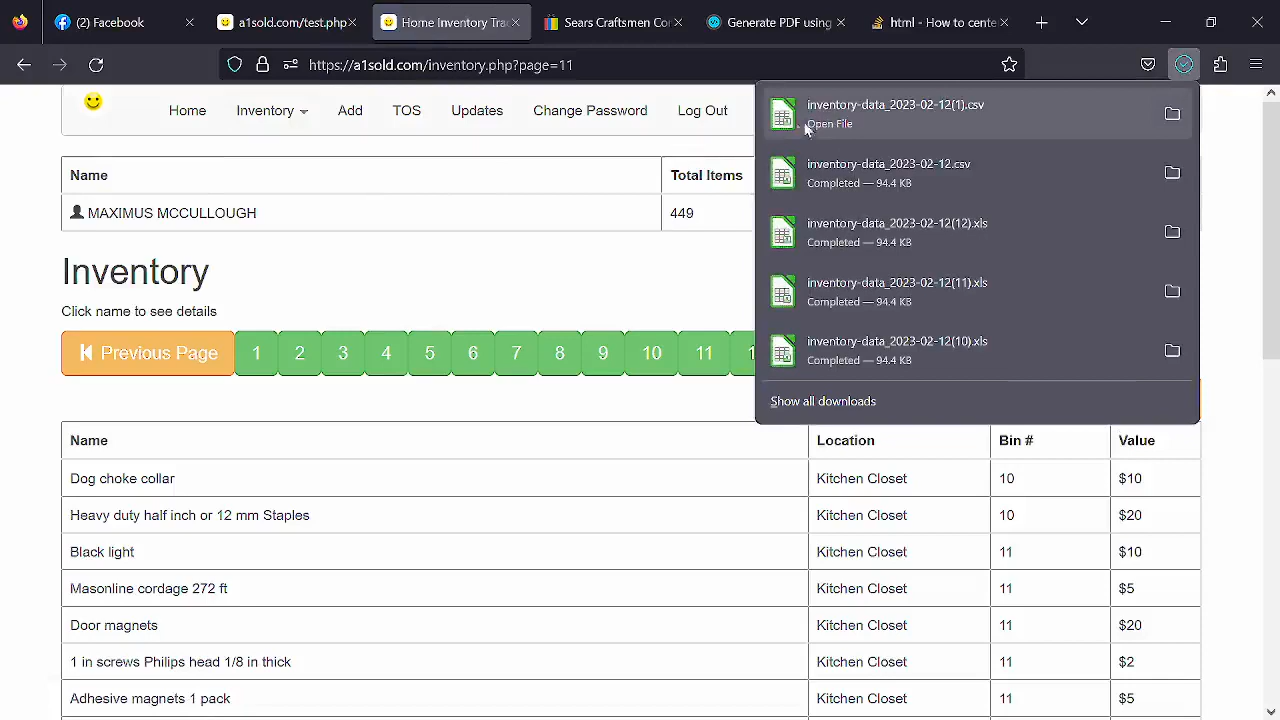 (2) Facebook
a1sold.com/test.php
Home Inventory Trac
Sears Craftsmen Co
Generate PDF using
html - How to cente
https://a1sold.com/inventory.php?page=11
Home
Inventory
Add
TOS
Updates
Change Password
Log Out
inventory-data_2023-02-12(1).csv
Open File
inventory-data_2023-02-12.csv
Completed — 94.4 KB
inventory-data_2023-02-12(12).xls
Completed — 94.4 KB
inventory-data_2023-02-12(11).xls
Completed — 94.4 KB
inventory-data_2023-02-12(10).xls
Completed — 94.4 KB
Show all downloads
Name Total Items
MAXIMUS MCCULLOUGH 449
Inventory
Click name to see details
Previous Page 1 2 3 4 5 6 7 8 9 10 11
Name Location Bin # Value
Dog choke collar Kitchen Closet 10 $10
Heavy duty half inch or 12 mm Staples Kitchen Closet 10 $20
Black light Kitchen Closet 11 $10
Masonline cordage 272 ft Kitchen Closet 11 $5
Door magnets Kitchen Closet 11 $20
1 in screws Philips head 1/8 in thick Kitchen Closet 11 $2
Adhesive magnets 1 pack Kitchen Closet 11 $5